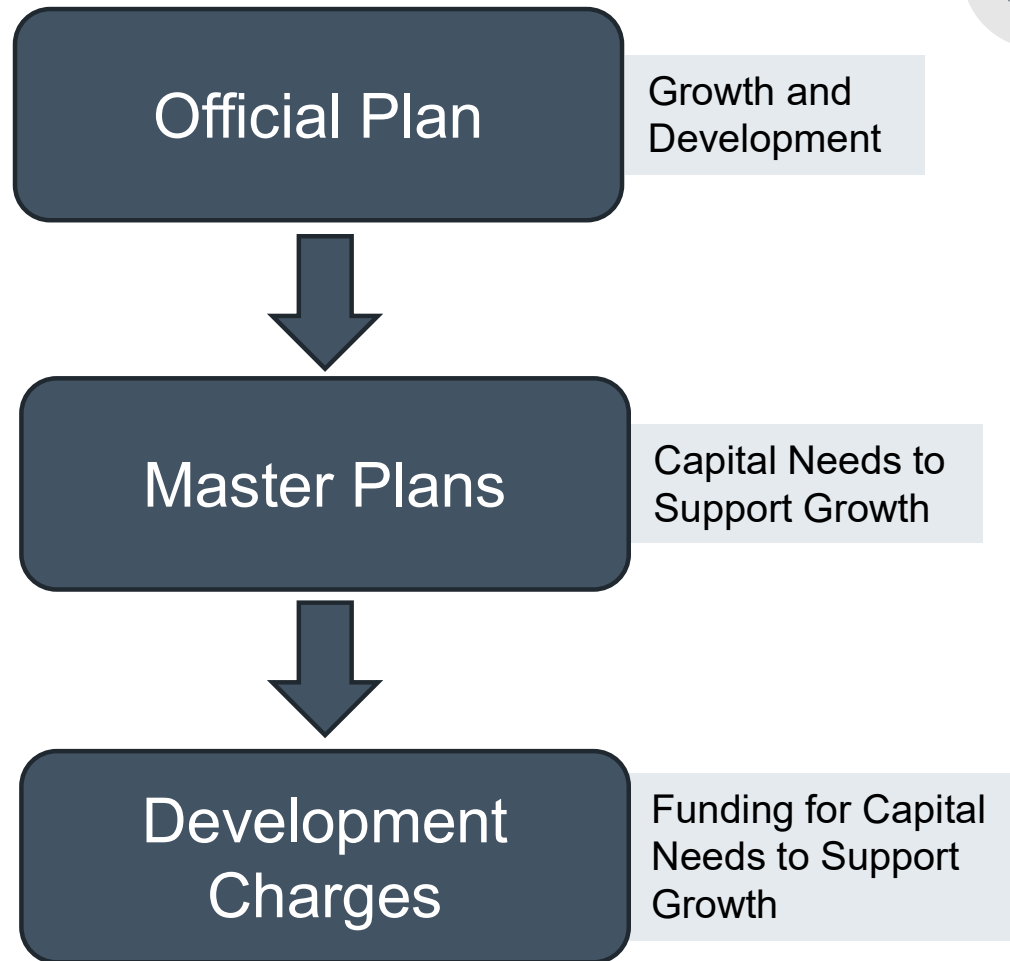 Official Plan
Growth and
Development
Master Plans
Capital Needs to
Support Growth
Development
Charges
Funding for Capital
Needs to Support
Growth